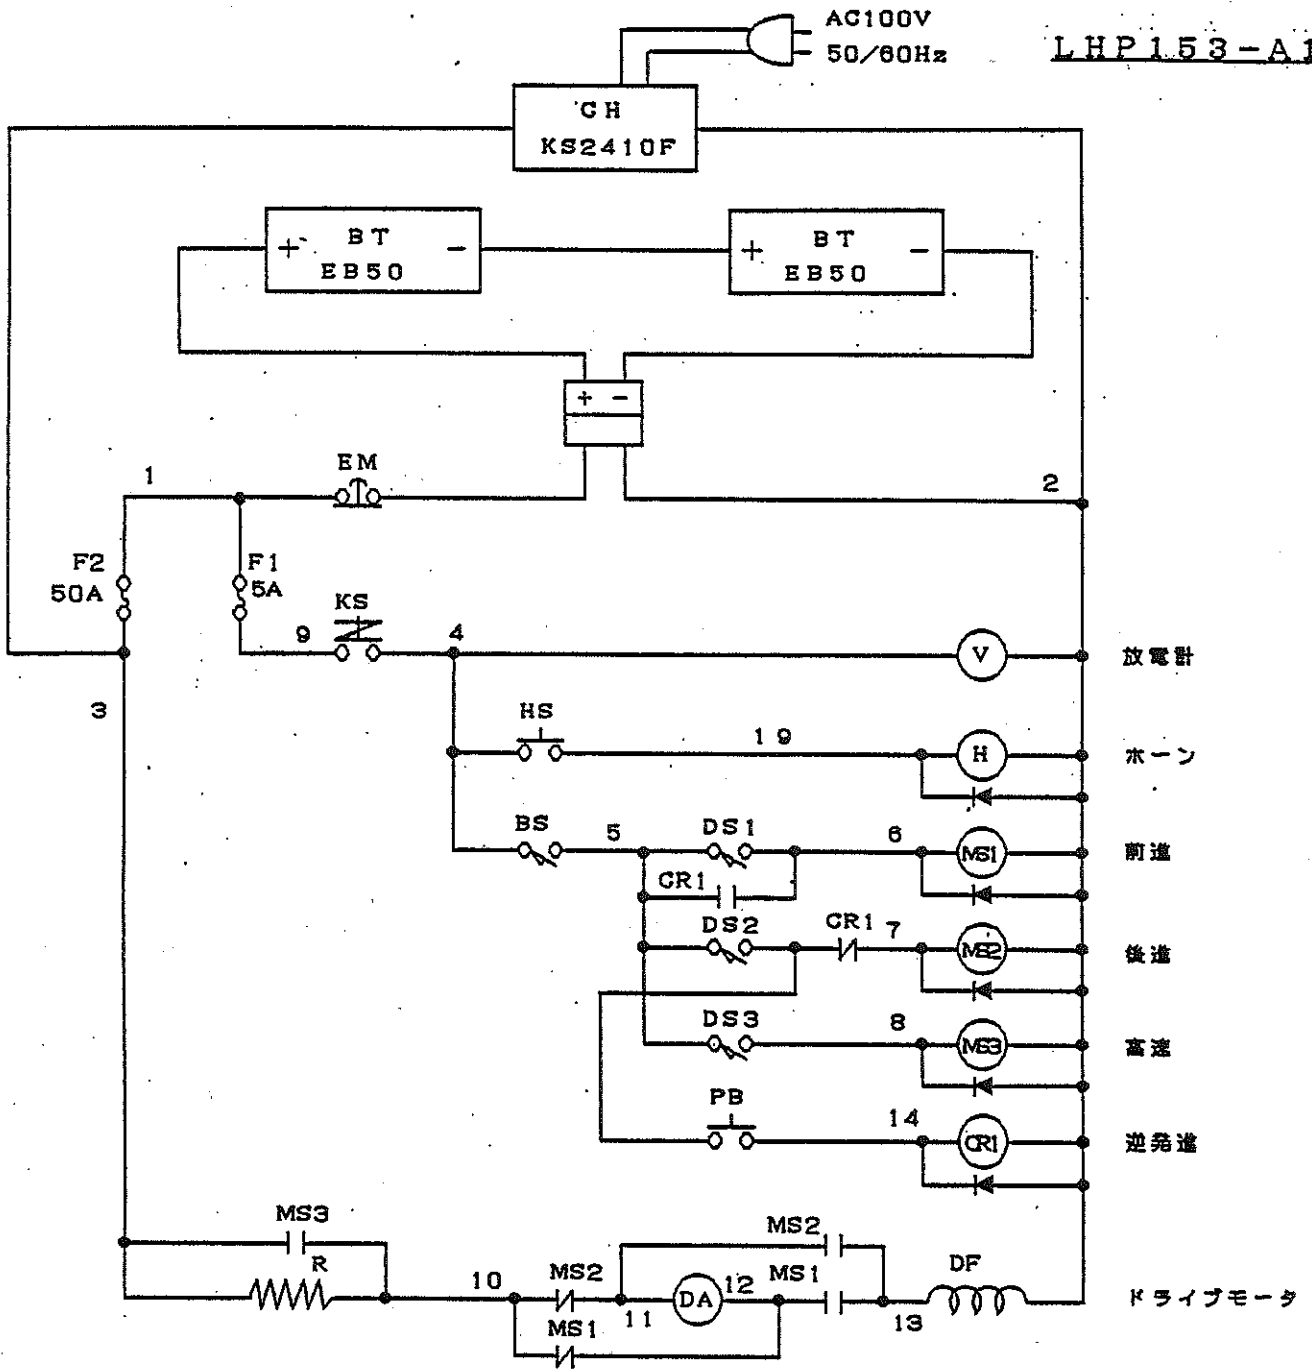 AC100V
50/60Hz
LHP153-A1
CH
KS2410F
+ BT -
EB50
+ BT -
EB50
+ -
1
EM
2
F2
50A
F1
5A
KS
9
4
V
放電計
3
HS
19
H
ホーン
BS
5
DS1
6
MS1
前進
CR1
DS2
CR1
7
MS2
後進
DS3
8
MS3
高速
PB
14
CR1
逆発進
MS3
R
10
MS2
11
DA
12
MS2
MS1
MS1
13
DF
ドライブモータ